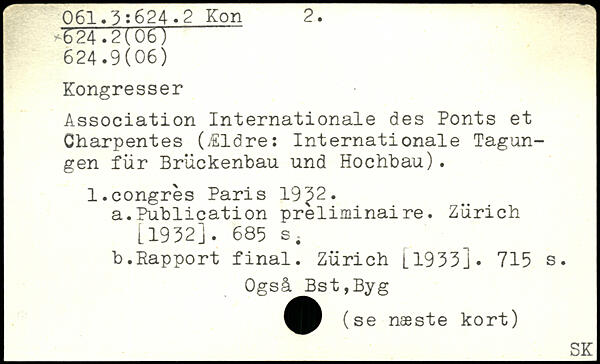 061.3:624.2 Kon 2.
×624.2(06)
624.9(06)
Kongresser
Association Internationale des Ponts et
Charpentes (Ældre: Internationale Tagun-
gen für Brückenbau und Hochbau).
1.congrès Paris 1932.
a.Publication prèliminaire. Zürich
[1932]. 685 s.
b.Rapport final. Zürich [1933]. 715 s.
Også Bst,Byg
(se næste kort)
SK